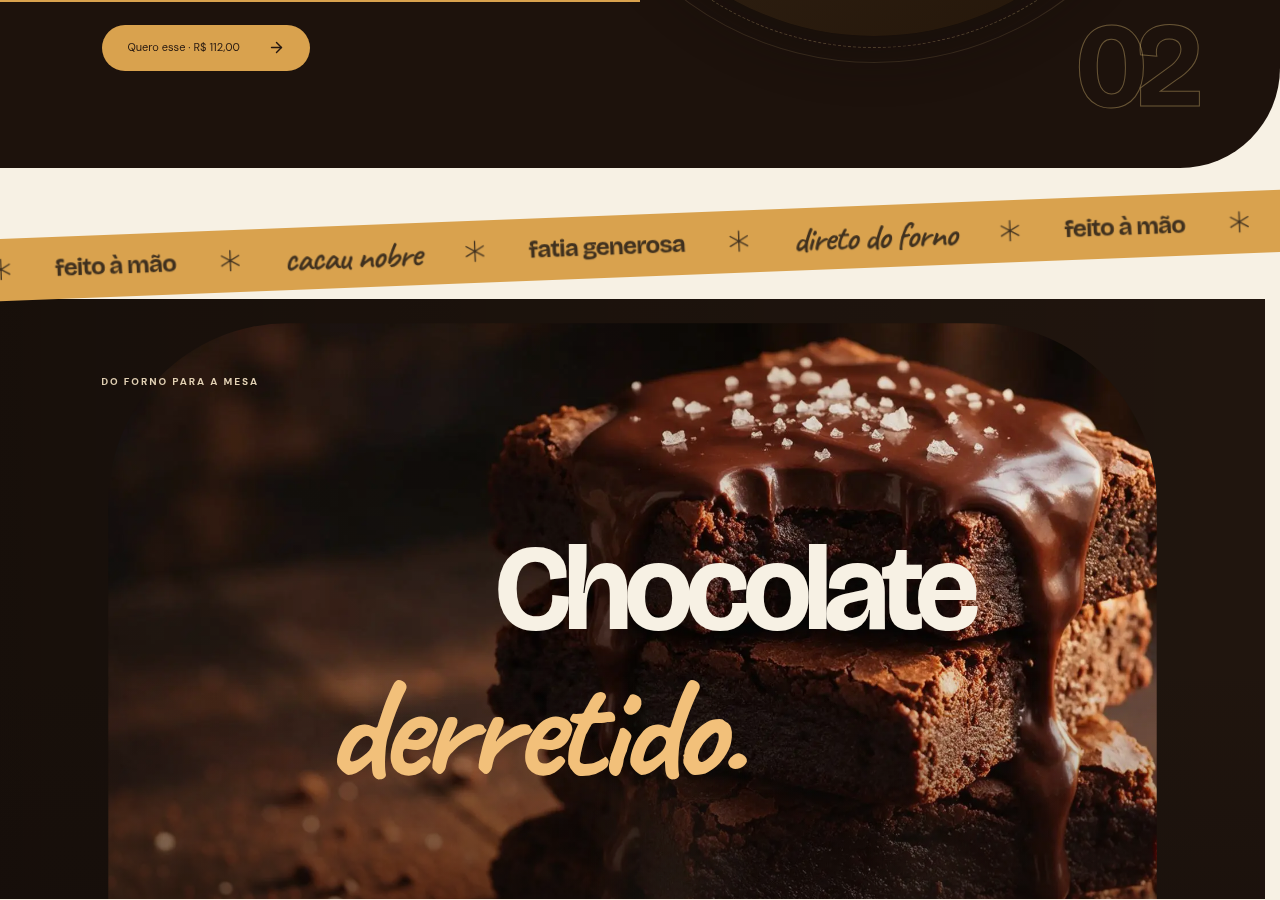 Quero esse · R$ 112,00
02
feito à mão
cacau nobre
fatia generosa
direto do forno
feito à mão
DO FORNO PARA A MESA
Chocolate
derretido.